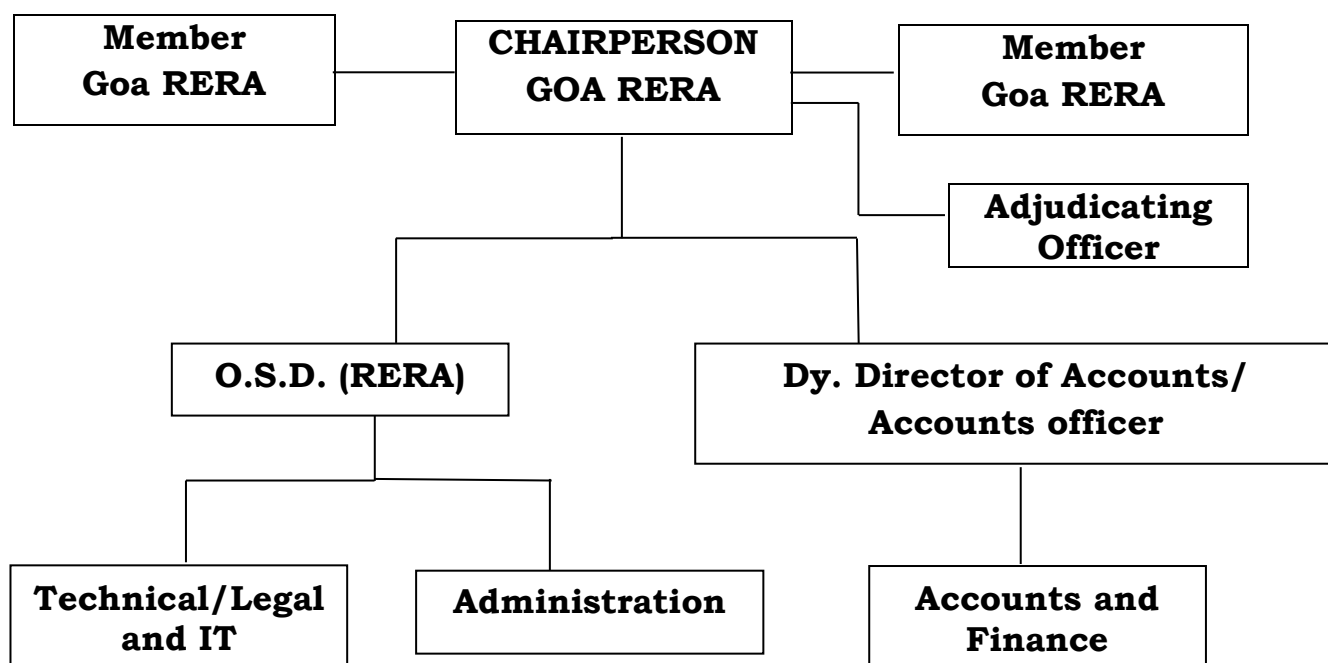 Member
Goa RERA
CHAIRPERSON
GOA RERA
Member
Goa RERA
Adjudicating
Officer
O.S.D. (RERA)
Dy. Director of Accounts/
Accounts officer
Technical/Legal
and IT
Administration
Accounts and
Finance